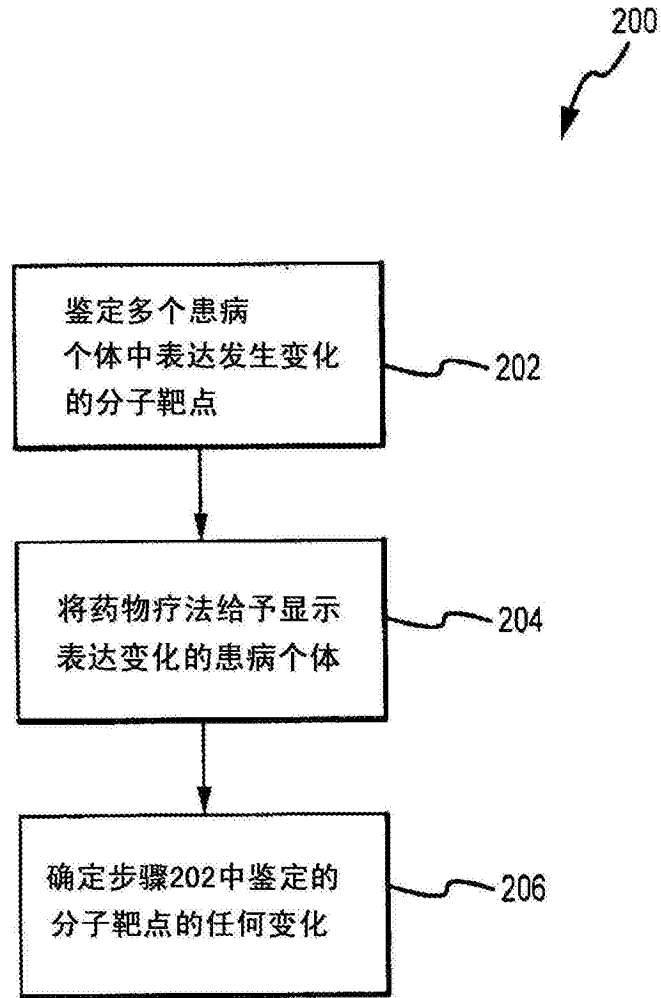 200
鉴定多个患病
个体中表达发生变化
的分子靶点
202
将药物疗法给予显示
表达变化的患病个体
204
确定步骤202中鉴定的
分子靶点的任何变化
206